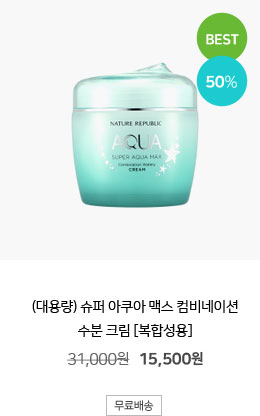 BEST
50%
NATURE REPUBLIC
AQUA
SUPER AQUA MAX
Combination Watery
CREAM
(대용량) 슈퍼 아쿠아 맥스 컴비네이션
수분 크림 [복합성용]
31,000원 15,500원
무료배송